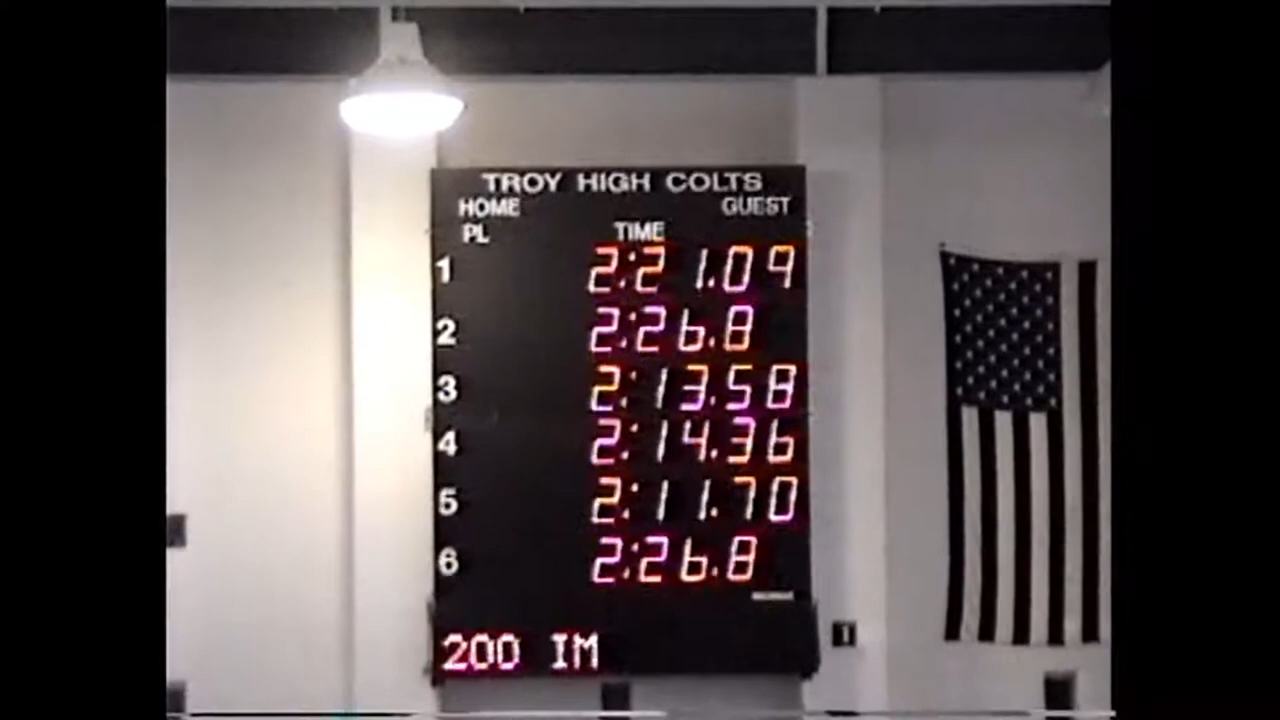 TROY HIGH COLTS
HOME GUEST
PL TIME
1 2:21.09
2 2:26.8
3 2:13.58
4 2:14.36
5 2:11.70
6 2:26.8
200 IM
1